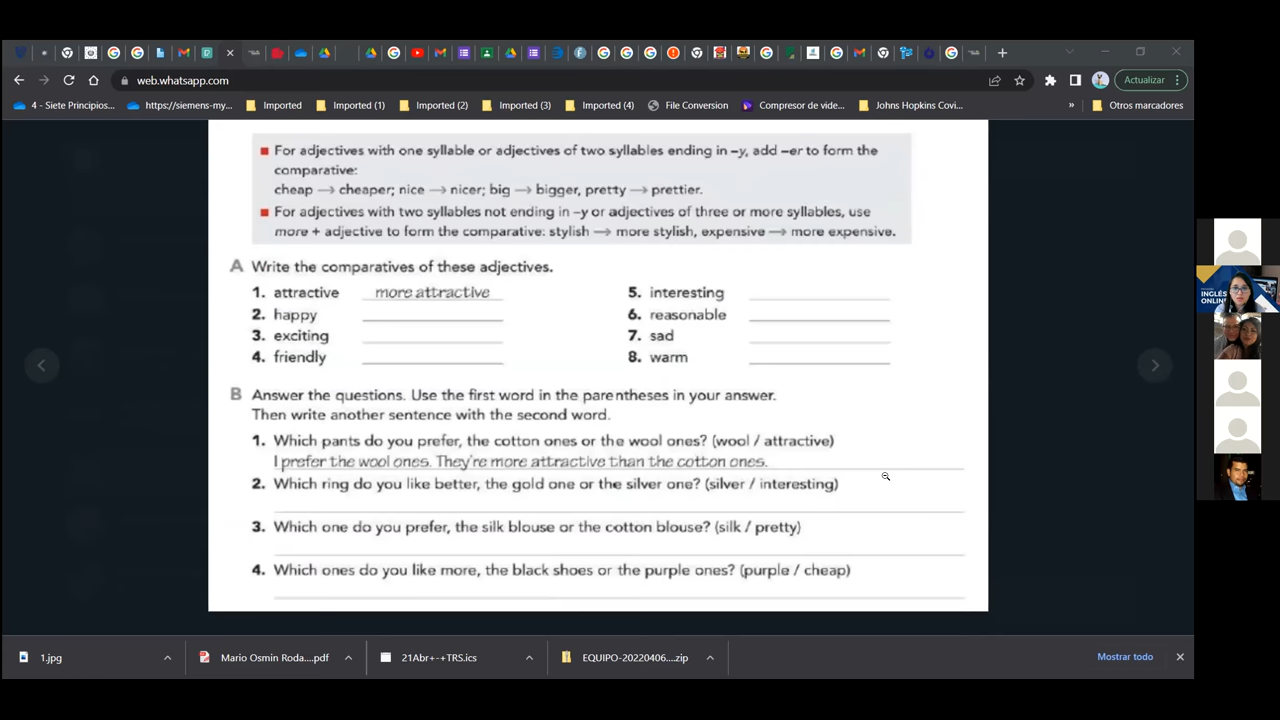 web.whatsapp.com
Actualizar
4 - Siete Principios...
https://siemens-my...
Imported
Imported (1)
Imported (2)
Imported (3)
Imported (4)
File Conversion
Compresor de vide...
Johns Hopkins Covi...
»
Otros marcadores
For adjectives with one syllable or adjectives of two syllables ending in –y, add –er to form the
comparative:
cheap → cheaper; nice → nicer; big → bigger, pretty → prettier.
For adjectives with two syllables not ending in –y or adjectives of three or more syllables, use
more + adjective to form the comparative: stylish → more stylish, expensive → more expensive.
A Write the comparatives of these adjectives.
1. attractive more attractive
2. happy
3. exciting
4. friendly
5. interesting
6. reasonable
7. sad
8. warm
B Answer the questions. Use the first word in the parentheses in your answer.
Then write another sentence with the second word.
1. Which pants do you prefer, the cotton ones or the wool ones? (wool / attractive)
I prefer the wool ones. They're more attractive than the cotton ones.
2. Which ring do you like better, the gold one or the silver one? (silver / interesting)
3. Which one do you prefer, the silk blouse or the cotton blouse? (silk / pretty)
4. Which ones do you like more, the black shoes or the purple ones? (purple / cheap)
INGLÉS
ONLINE
1.jpg
Mario Osmin Roda....pdf
21Abr+-+TRS.ics
EQUIPO-20220406....zip
Mostrar todo